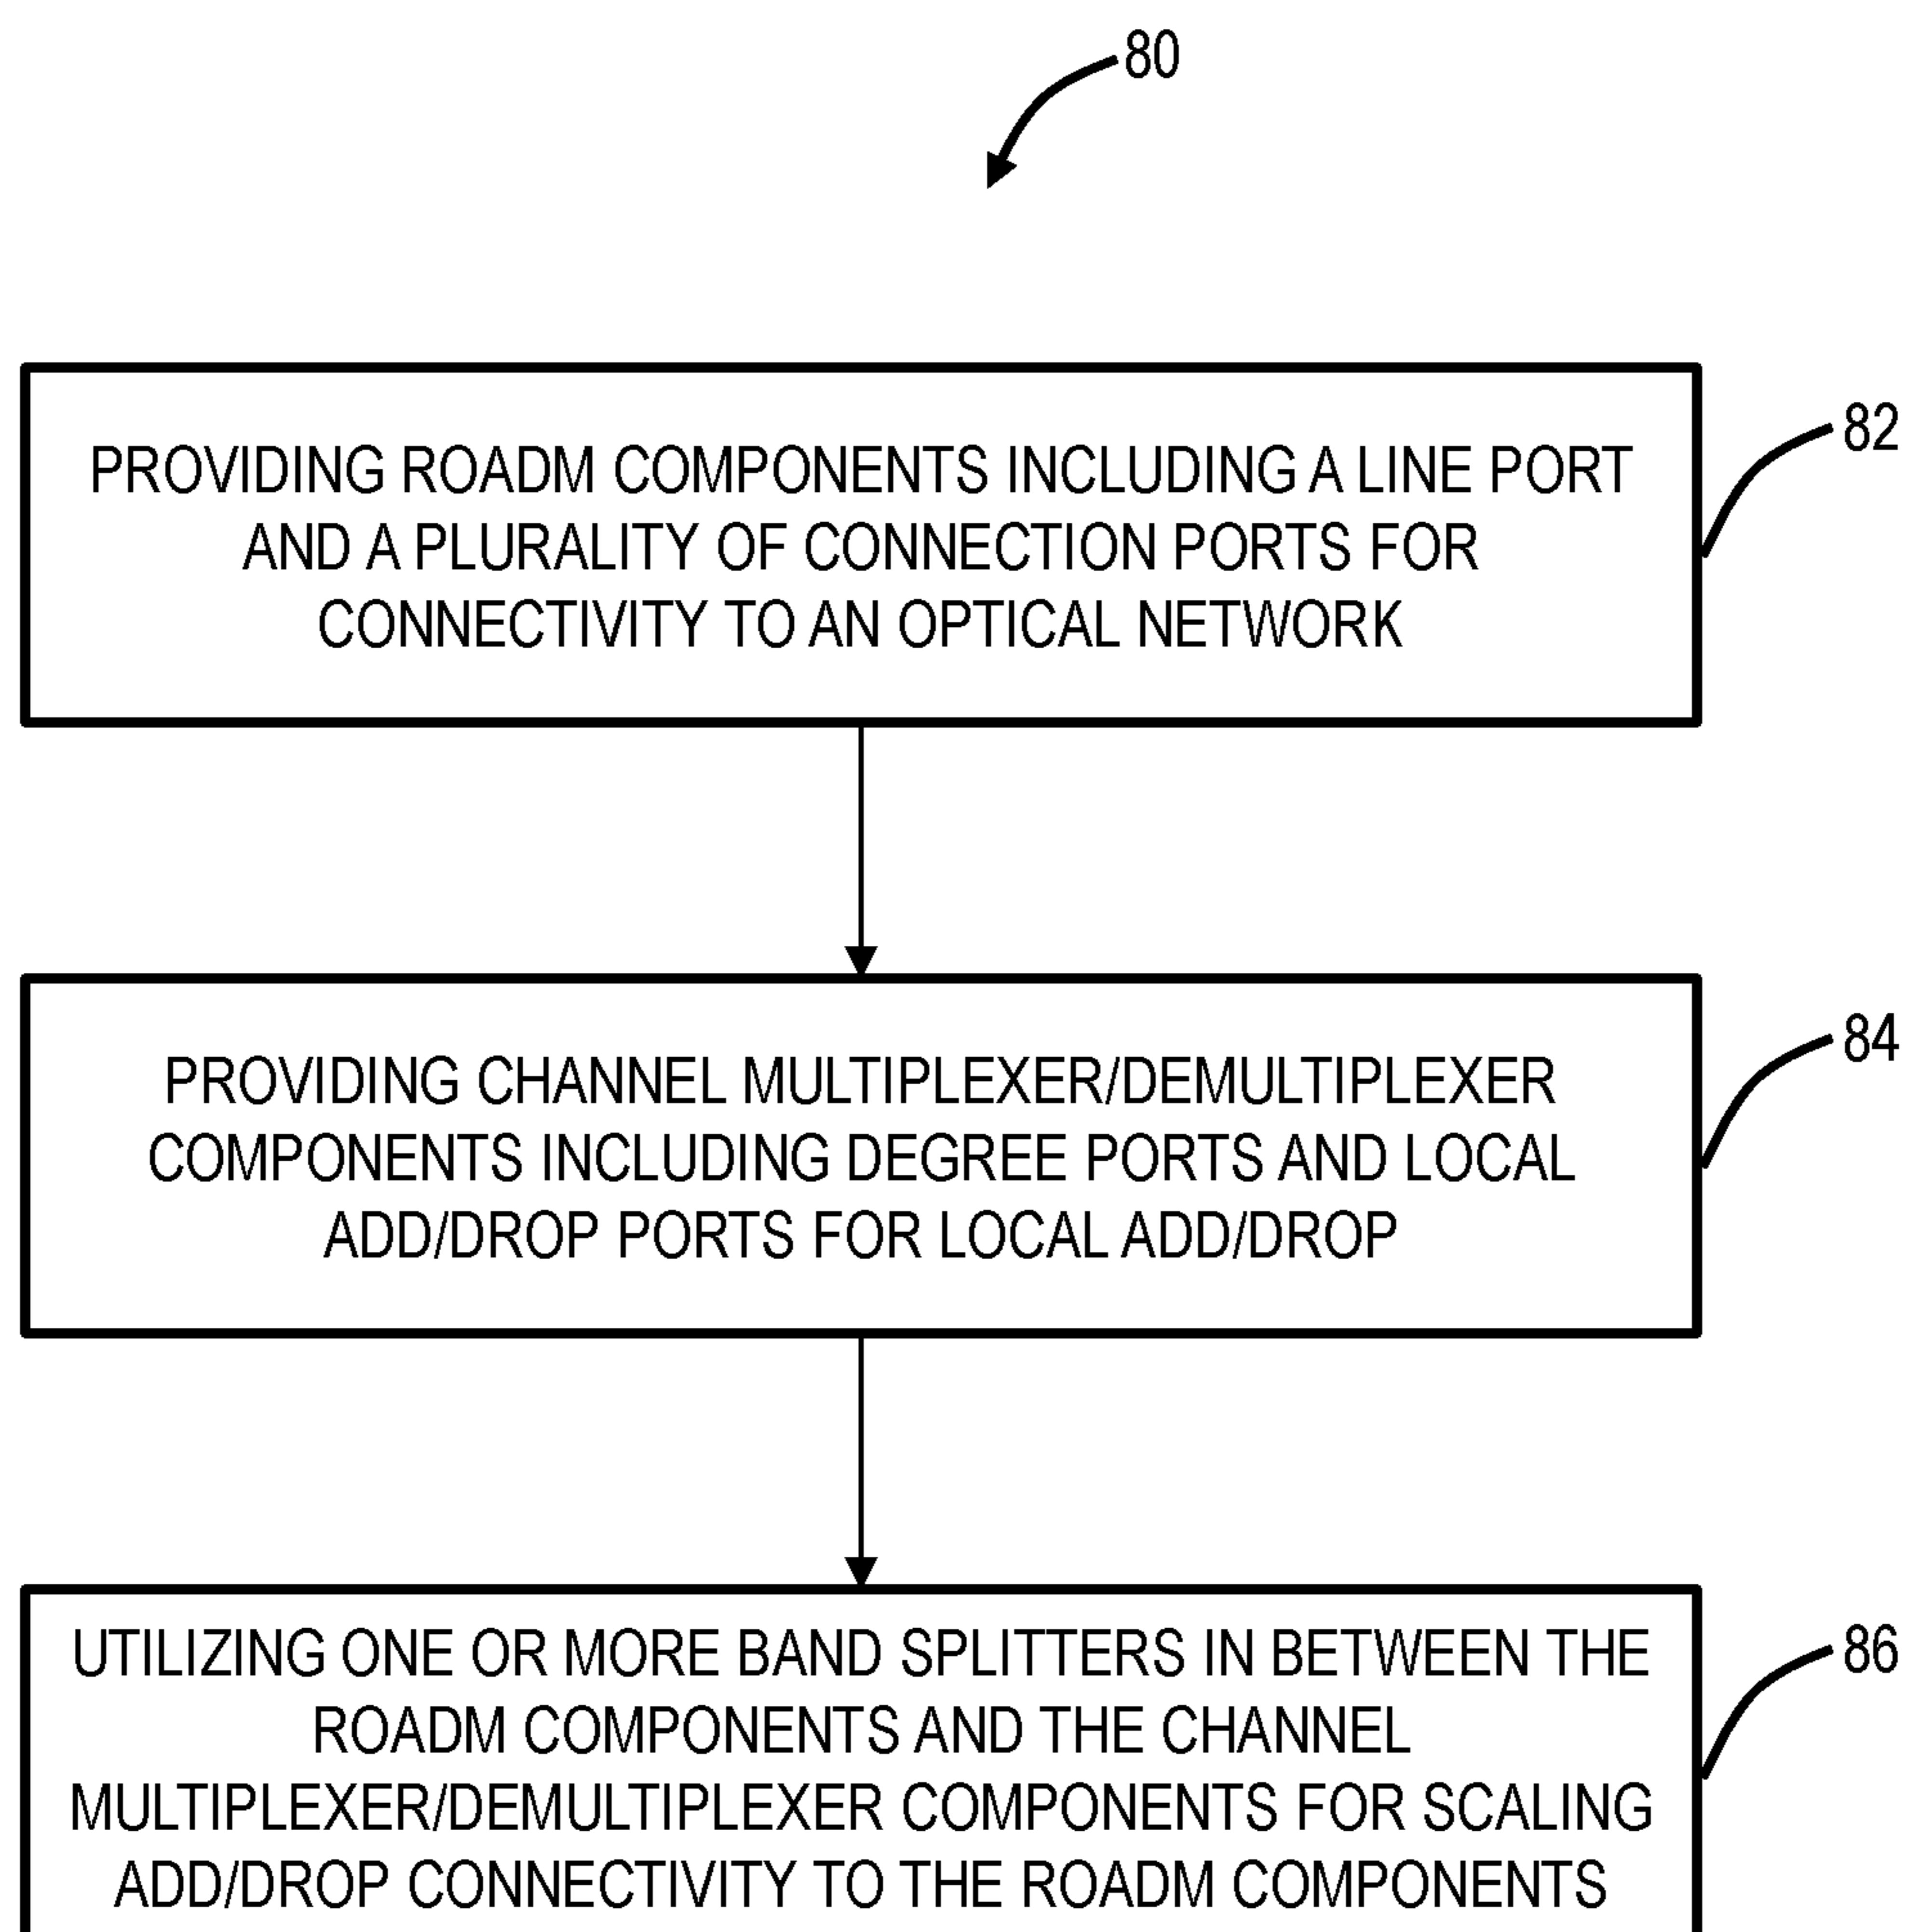 80
PROVIDING ROADM COMPONENTS INCLUDING A LINE PORT
AND A PLURALITY OF CONNECTION PORTS FOR
CONNECTIVITY TO AN OPTICAL NETWORK
82
PROVIDING CHANNEL MULTIPLEXER/DEMULTIPLEXER
COMPONENTS INCLUDING DEGREE PORTS AND LOCAL
ADD/DROP PORTS FOR LOCAL ADD/DROP
84
UTILIZING ONE OR MORE BAND SPLITTERS IN BETWEEN THE
ROADM COMPONENTS AND THE CHANNEL
MULTIPLEXER/DEMULTIPLEXER COMPONENTS FOR SCALING
ADD/DROP CONNECTIVITY TO THE ROADM COMPONENTS
86